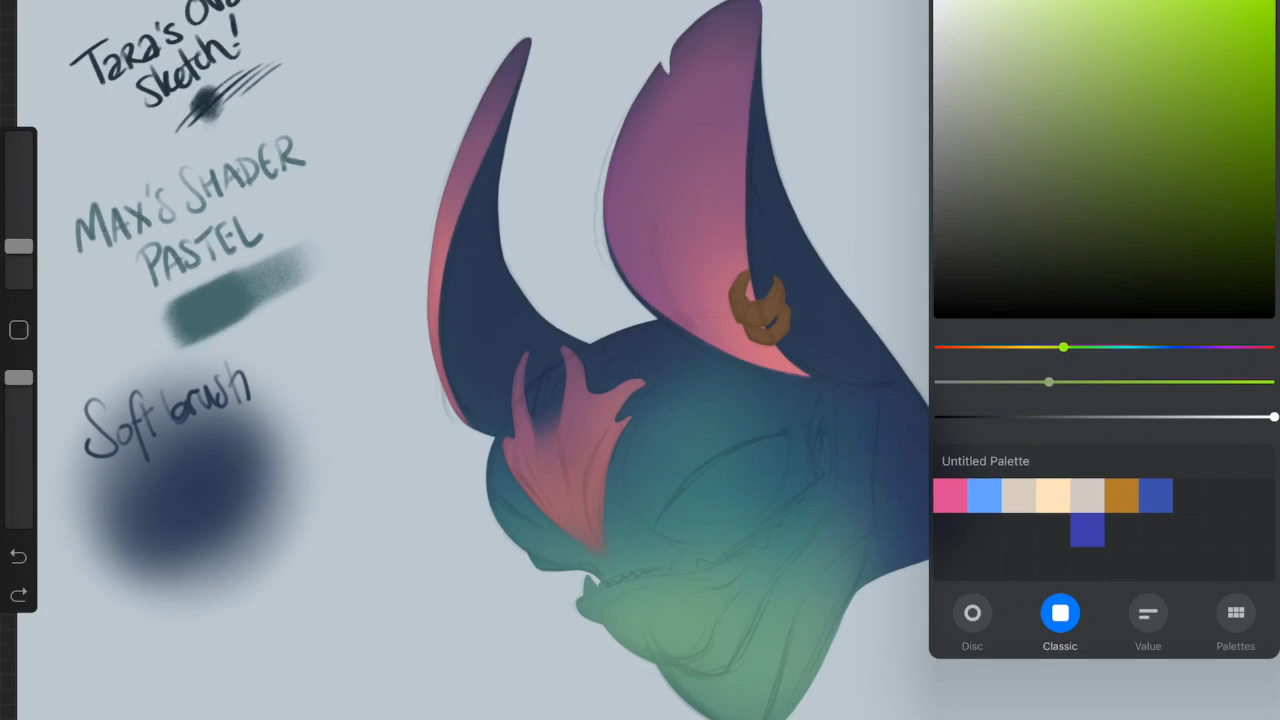 Tara's
Sketch!
Max's Shader
Pastel
Soft brush
Untitled Palette
Disc
Classic
Value
Palettes